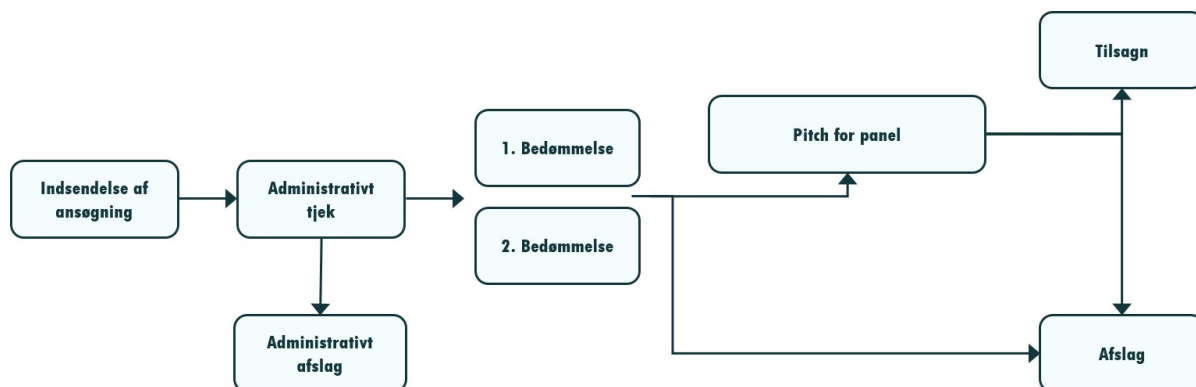 Indsendelse af
ansøgning
Administrativt
tjek
Administrativt
afslag
1. Bedømmelse
2. Bedømmelse
Pitch for panel
Tilsagn
Afslag